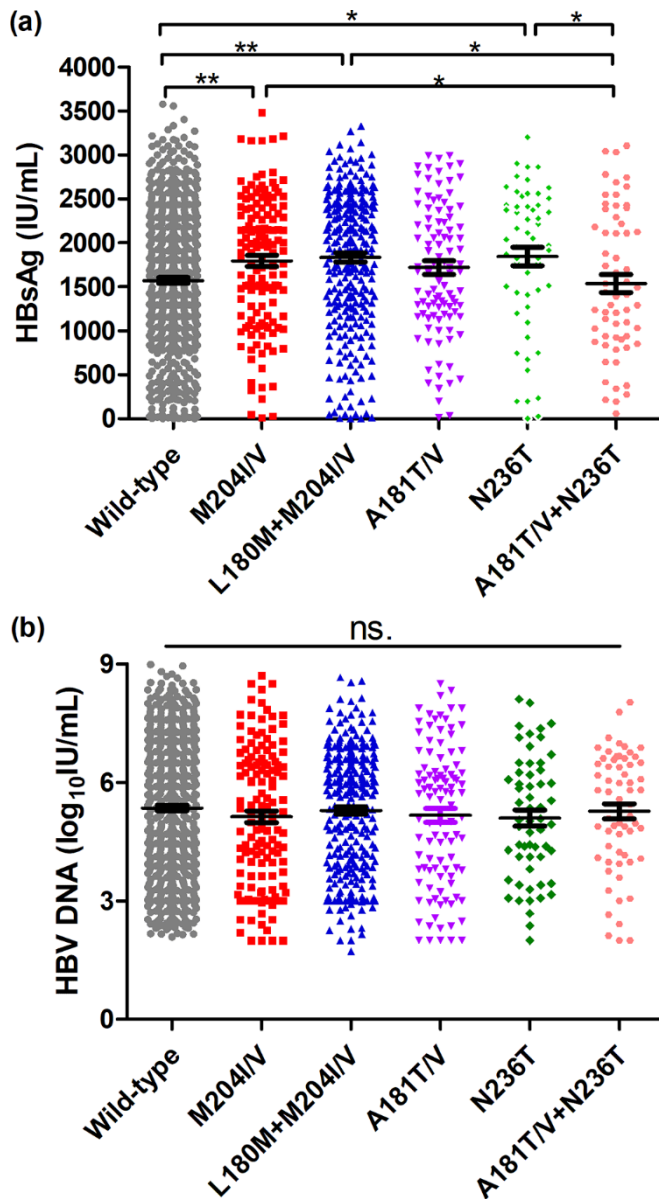 (a)
* *
** *
** *
HBsAg (IU/mL)
4000
3500
3000
2500
2000
1500
1000
500
0
Wild-type
M204I/V
L180M+M204I/V
A181T/V
N236T
A181T/V+N236T
(b)
ns.
HBV DNA (log10IU/mL)
9
6
3
0
Wild-type
M204I/V
L180M+M204I/V
A181T/V
N236T
A181T/V+N236T